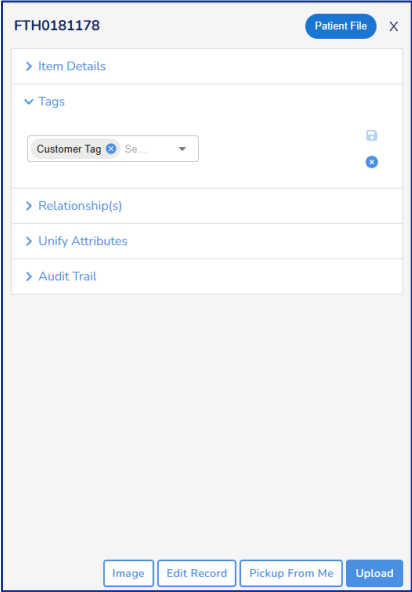 FTH0181178 Patient File X
Item Details
Tags
Customer Tag Se...
Relationship(s)
Unify Attributes
Audit Trail
Image Edit Record Pickup From Me Upload